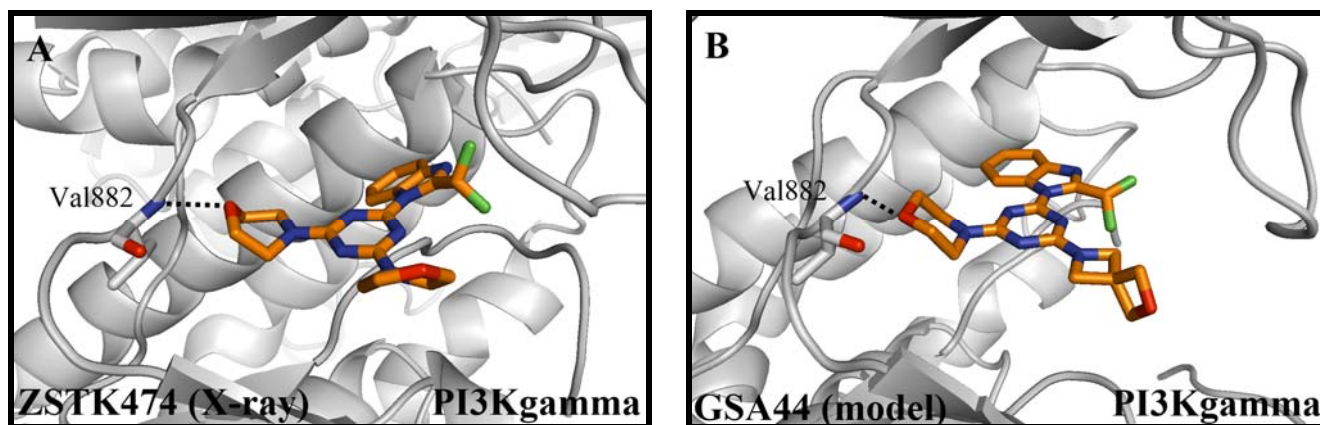 A
Val882
ZSTK474 (X-ray) PI3Kgamma
B
Val882
GSA44 (model) PI3Kgamma